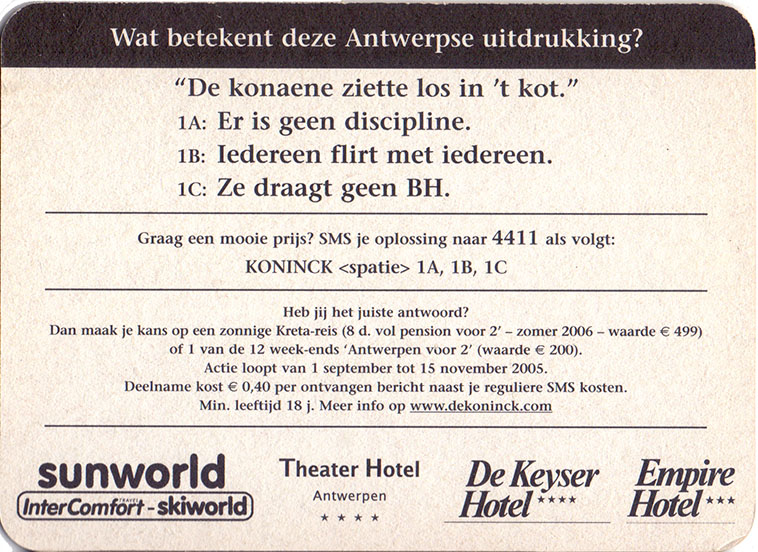 Wat betekent deze Antwerpse uitdrukking?
“De konaene ziette los in ’t kot.”
1A: Er is geen discipline.
1B: Iedereen flirt met iedereen.
1C: Ze draagt geen BH.
Graag een mooie prijs? SMS je oplossing naar 4411 als volgt:
KONINCK <spatie> 1A, 1B, 1C
Heb jij het juiste antwoord?
Dan maak je kans op een zonnige Kreta-reis (8 d. vol pension voor 2’ – zomer 2006 – waarde € 499)
of 1 van de 12 week-ends ‘Antwerpen voor 2’ (waarde € 200).
Actie loopt van 1 september tot 15 november 2005.
Deelname kost € 0,40 per ontvangen bericht naast je reguliere SMS kosten.
Min. leeftijd 18 j. Meer info op www.dekoninck.com
sunworld
TRAVEL
InterComfort - skiworld
Theater Hotel
Antwerpen
★ ★ ★ ★
De Keyser
Hotel ★★★★
Empire
Hotel ★★★